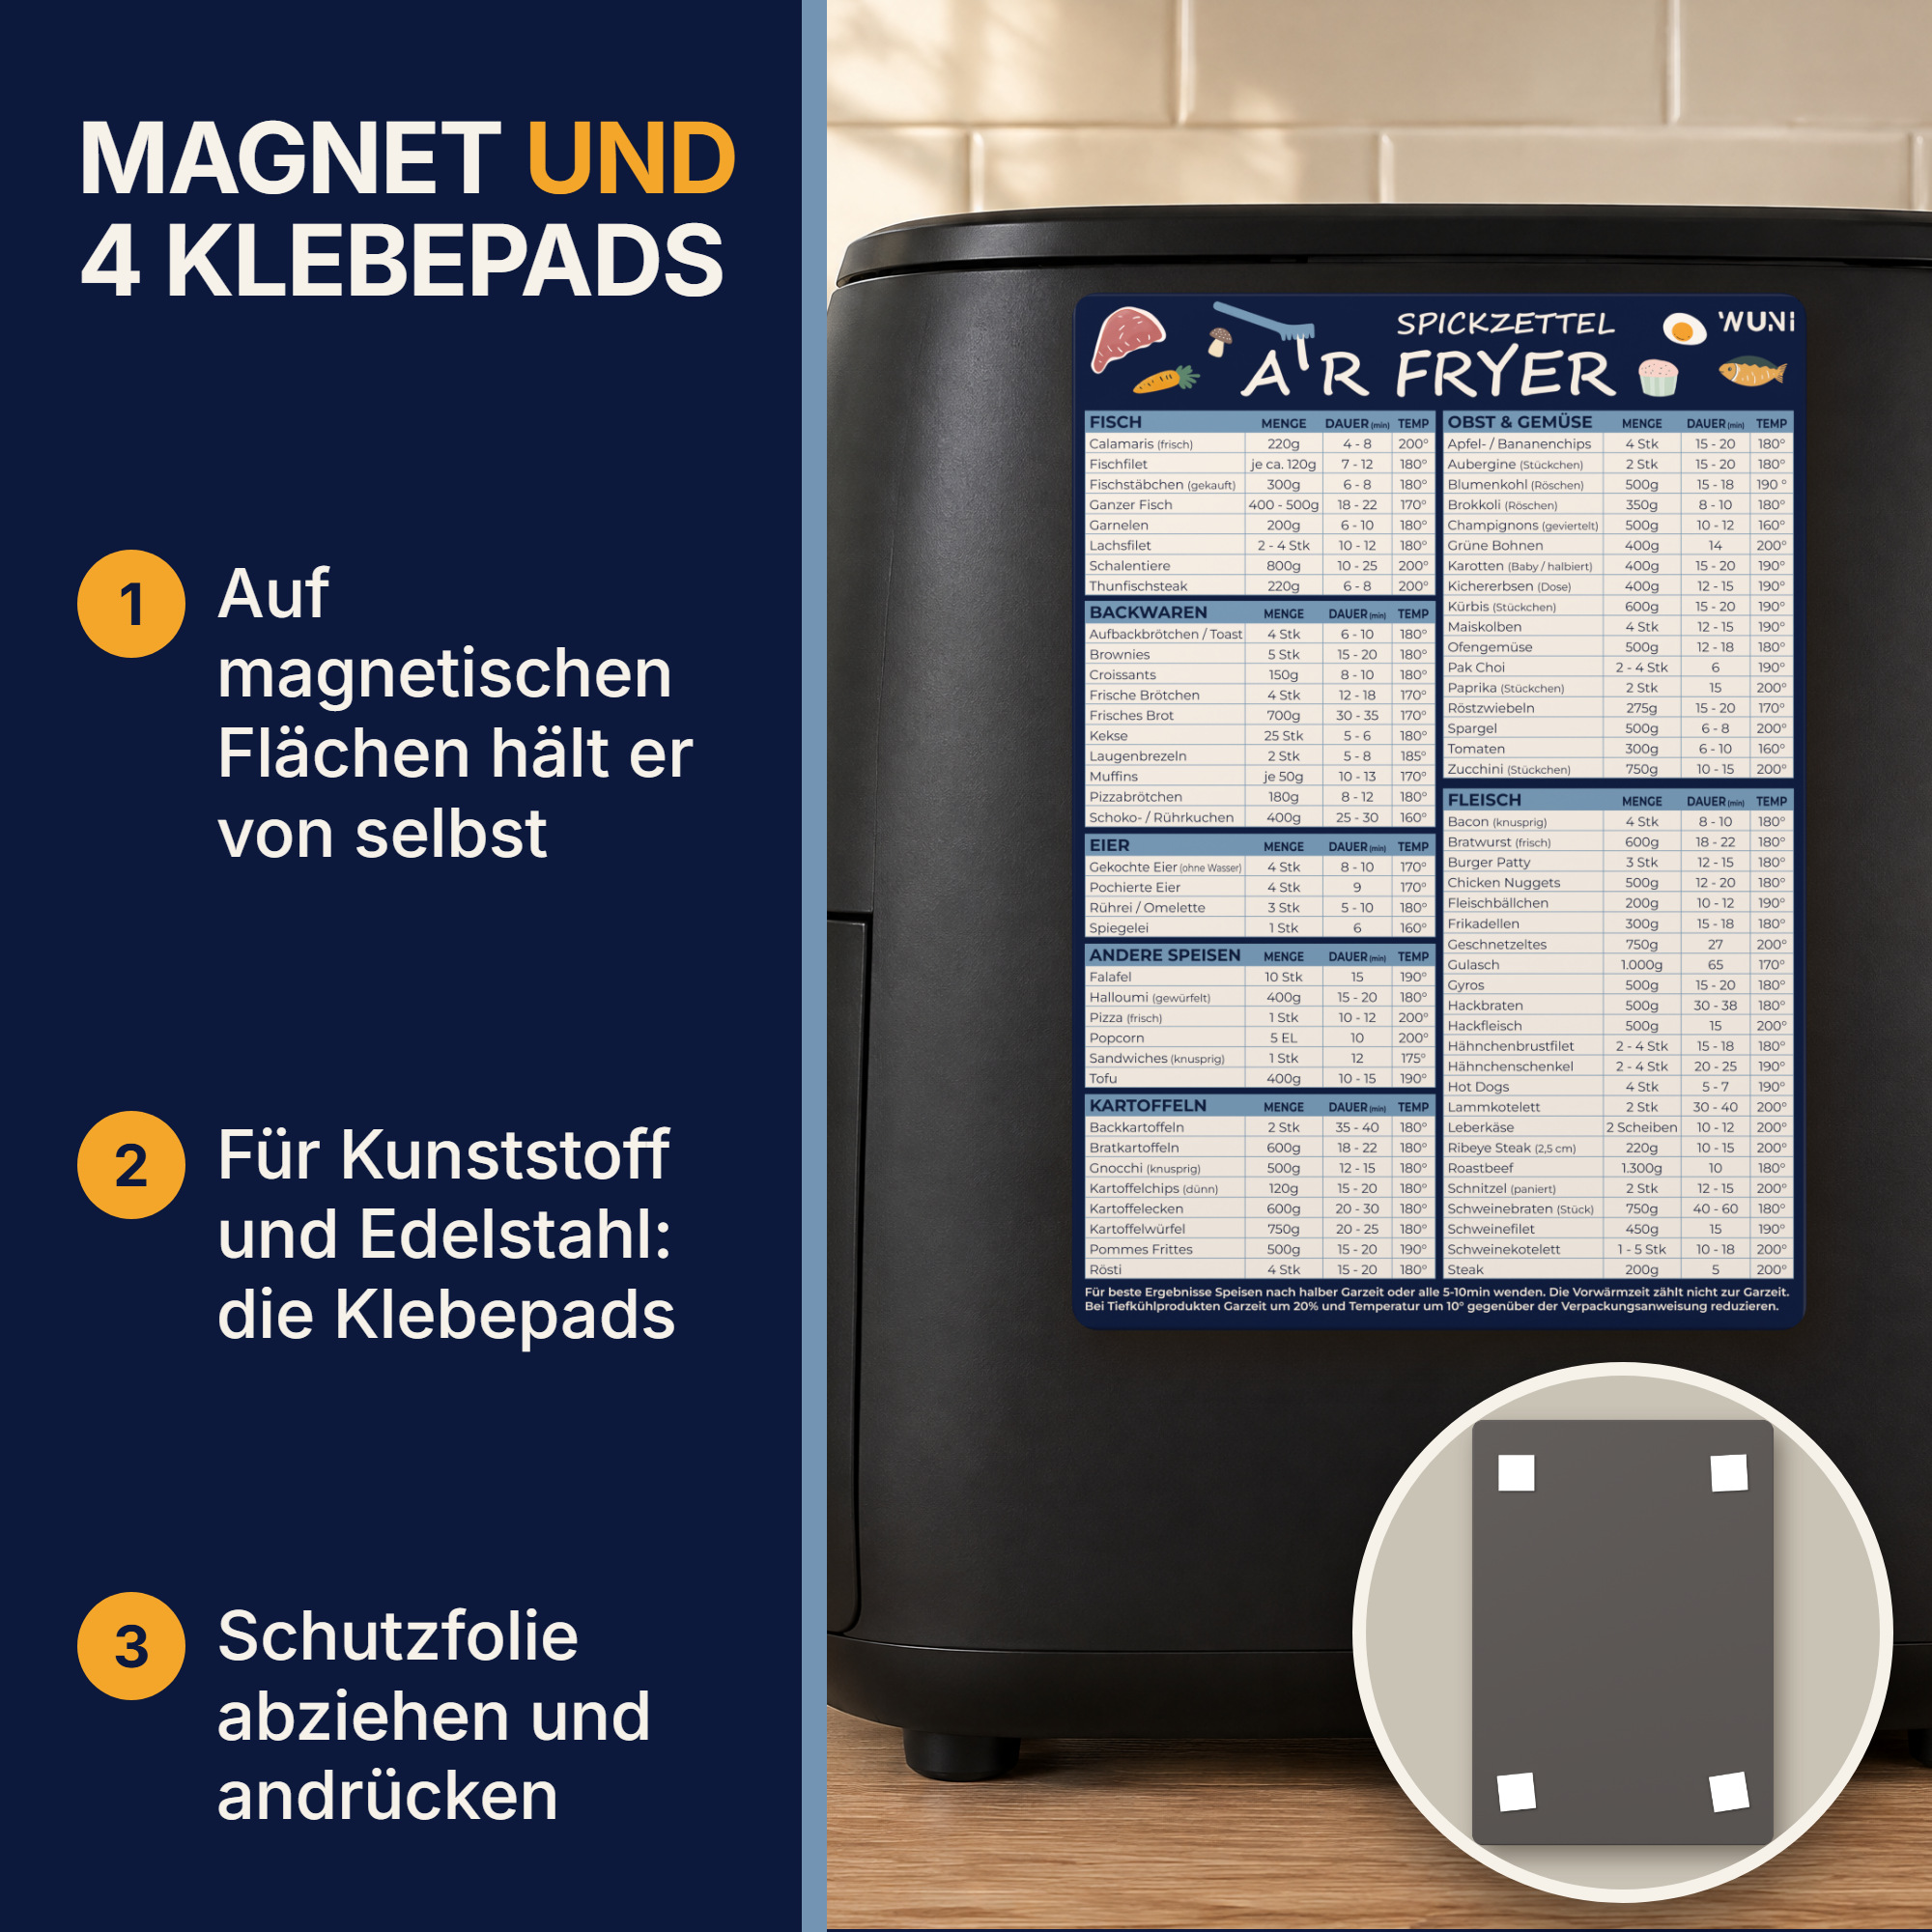 MAGNET UND
4 KLEBEPADS
1
Auf
magnetischen
Flächen hält er
von selbst
2
Für Kunststoff
und Edelstahl:
die Klebepads
3
Schutzfolie
abziehen und
andrücken
SPICKZETTEL
AIR FRYER
WUNI
FISCH MENGE DAUER (min) TEMP
Calamaris (frisch) 220g 4 - 8 200°
Fischfilet je ca. 120g 7 - 12 180°
Fischstäbchen (gekauft) 300g 6 - 8 180°
Ganzer Fisch 400 - 500g 18 - 22 170°
Garnelen 200g 6 - 10 180°
Lachsfilet 2 - 4 Stk 10 - 12 180°
Schalentiere 800g 10 - 25 200°
Thunfischsteak 220g 6 - 8 200°
BACKWAREN MENGE DAUER (min) TEMP
Aufbackbrötchen / Toast 4 Stk 6 - 10 180°
Brownies 5 Stk 15 - 20 180°
Croissants 150g 8 - 10 180°
Frische Brötchen 4 Stk 12 - 18 170°
Frisches Brot 700g 30 - 35 170°
Kekse 25 Stk 5 - 6 180°
Laugenbrezeln 2 Stk 5 - 8 185°
Muffins je 50g 10 - 13 170°
Pizzabrötchen 180g 8 - 12 180°
Schoko- / Rührkuchen 400g 25 - 30 160°
EIER MENGE DAUER (min) TEMP
Gekochte Eier (ohne Wasser) 4 Stk 8 - 10 170°
Pochierte Eier 4 Stk 9 170°
Rührei / Omelette 3 Stk 5 - 10 180°
Spiegelei 1 Stk 6 160°
ANDERE SPEISEN MENGE DAUER (min) TEMP
Falafel 10 Stk 15 190°
Halloumi (gewürfelt) 400g 15 - 20 180°
Pizza (frisch) 1 Stk 10 - 12 200°
Popcorn 5 EL 10 200°
Sandwiches (knusprig) 1 Stk 12 175°
Tofu 400g 10 - 15 190°
KARTOFFELN MENGE DAUER (min) TEMP
Backkartoffeln 2 Stk 35 - 40 180°
Bratkartoffeln 600g 18 - 22 180°
Gnocchi (knusprig) 500g 12 - 15 180°
Kartoffelchips (dünn) 120g 15 - 20 180°
Kartoffelecken 600g 20 - 30 180°
Kartoffelwürfel 750g 20 - 25 180°
Pommes Frittes 500g 15 - 20 190°
Rösti 4 Stk 15 - 20 180°
OBST & GEMÜSE MENGE DAUER (min) TEMP
Apfel- / Bananenchips 4 Stk 15 - 20 180°
Aubergine (Stückchen) 2 Stk 15 - 20 180°
Blumenkohl (Röschen) 500g 15 - 18 190 °
Brokkoli (Röschen) 350g 8 - 10 180°
Champignons (geviertelt) 500g 10 - 12 160°
Grüne Bohnen 400g 14 200°
Karotten (Baby / halbiert) 400g 15 - 20 190°
Kichererbsen (Dose) 400g 12 - 15 190°
Kürbis (Stückchen) 600g 15 - 20 190°
Maiskolben 4 Stk 12 - 15 190°
Ofengemüse 500g 12 - 18 180°
Pak Choi 2 - 4 Stk 6 190°
Paprika (Stückchen) 2 Stk 15 200°
Röstzwiebeln 275g 15 - 20 170°
Spargel 500g 6 - 8 200°
Tomaten 300g 6 - 10 160°
Zucchini (Stückchen) 750g 10 - 15 200°
FLEISCH MENGE DAUER (min) TEMP
Bacon (knusprig) 4 Stk 8 - 10 180°
Bratwurst (frisch) 600g 18 - 22 180°
Burger Patty 3 Stk 12 - 15 180°
Chicken Nuggets 500g 12 - 20 180°
Fleischbällchen 200g 10 - 12 190°
Frikadellen 300g 15 - 18 180°
Geschnetzeltes 750g 27 200°
Gulasch 1.000g 65 170°
Gyros 500g 15 - 20 180°
Hackbraten 500g 30 - 38 180°
Hackfleisch 500g 15 200°
Hähnchenbrustfilet 2 - 4 Stk 15 - 18 180°
Hähnchenschenkel 2 - 4 Stk 20 - 25 190°
Hot Dogs 4 Stk 5 - 7 190°
Lammkotelett 2 Stk 30 - 40 200°
Leberkäse 2 Scheiben 10 - 12 200°
Ribeye Steak (2,5 cm) 220g 10 - 15 200°
Roastbeef 1.300g 10 180°
Schnitzel (paniert) 2 Stk 12 - 15 200°
Schweinebraten (Stück) 750g 40 - 60 180°
Schweinefilet 450g 15 190°
Schweinekotelett 1 - 5 Stk 10 - 18 200°
Steak 200g 5 200°
Für beste Ergebnisse Speisen nach halber Garzeit oder alle 5-10min wenden. Die Vorwärmzeit zählt nicht zur Garzeit.
Bei Tiefkühlprodukten Garzeit um 20% und Temperatur um 10° gegenüber der Verpackungsanweisung reduzieren.